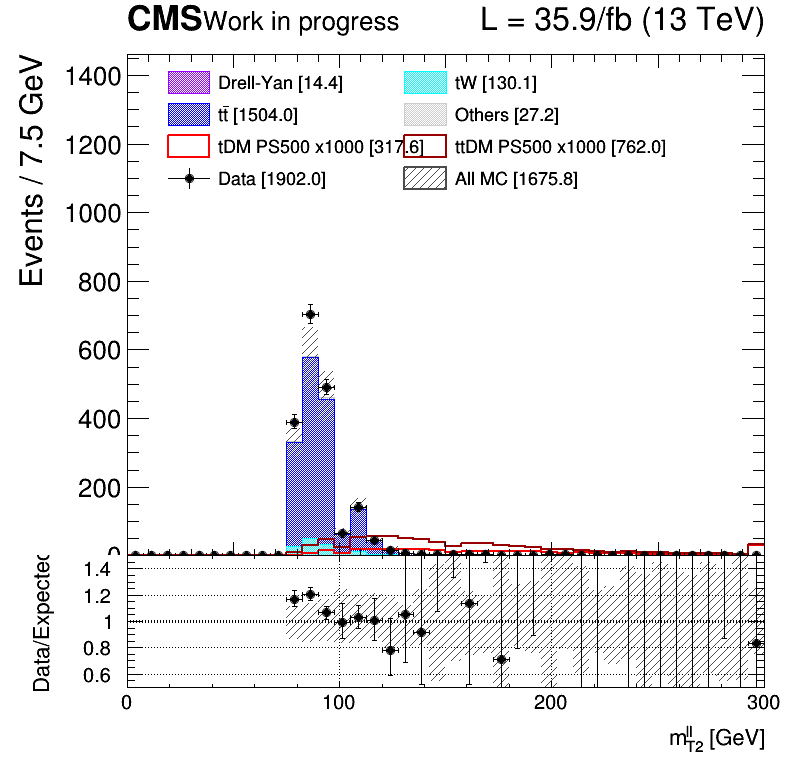 CMS Work in progress L = 35.9/fb (13 TeV)
Events / 7.5 GeV
1400
1200
1000
800
600
400
200
0
Drell-Yan [14.4] tW [130.1]
tt̄ [1504.0] Others [27.2]
tDM PS500 x1000 [317.6] ttDM PS500 x1000 [762.0]
Data [1902.0] All MC [1675.8]
Data/Expected
1.4
1.2
1
0.8
0.6
0 100 200 300
m_{T2}^{ll} [GeV]